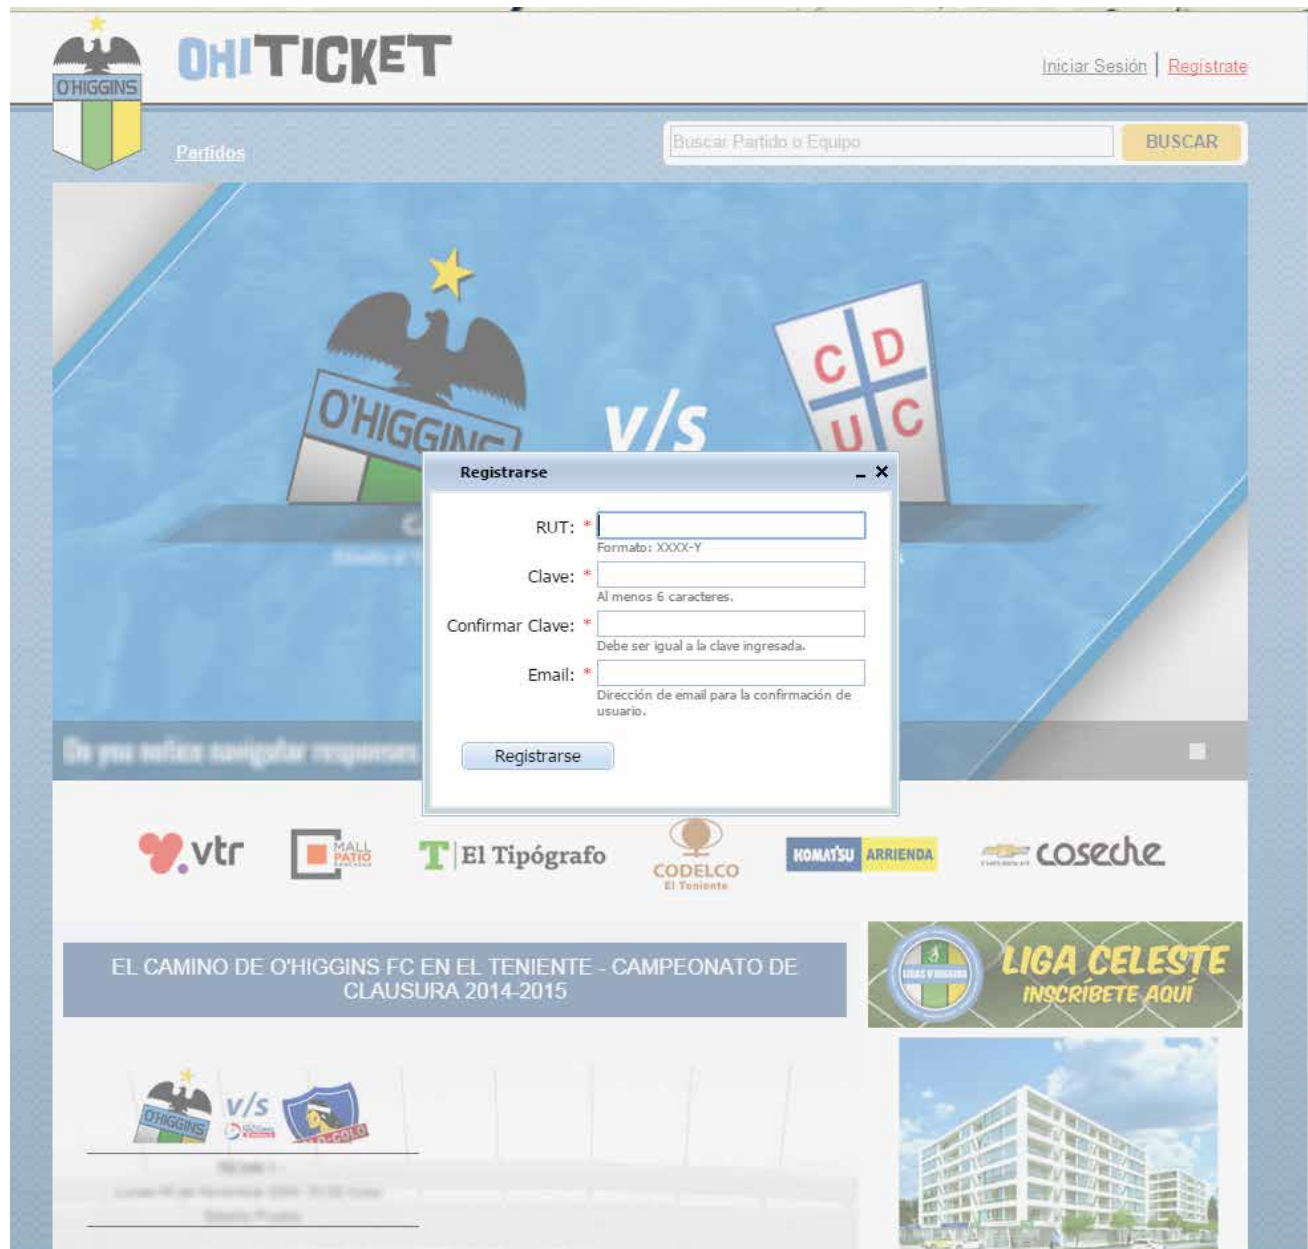 O'HIGGINS
OHITICKET
Iniciar Sesión | Regístrate
Partidos
Buscar Partido o Equipo
BUSCAR
O'HIGGINS
v/s
C D
U C
Registrarse
RUT: *
Formato: XXXX-Y
Clave: *
Al menos 6 caracteres.
Confirmar Clave: *
Debe ser igual a la clave ingresada.
Email: *
Dirección de email para la confirmación de
usuario.
Registrarse
vtr
MALL
PATIO
El Tipógrafo
CODELCO
El Teniente
KOMATSU ARRIENDA
CHEVROLET coseche
EL CAMINO DE O'HIGGINS FC EN EL TENIENTE - CAMPEONATO DE
CLAUSURA 2014-2015
LIGA CELESTE
INSCRÍBETE AQUÍ
O'HIGGINS
V/S